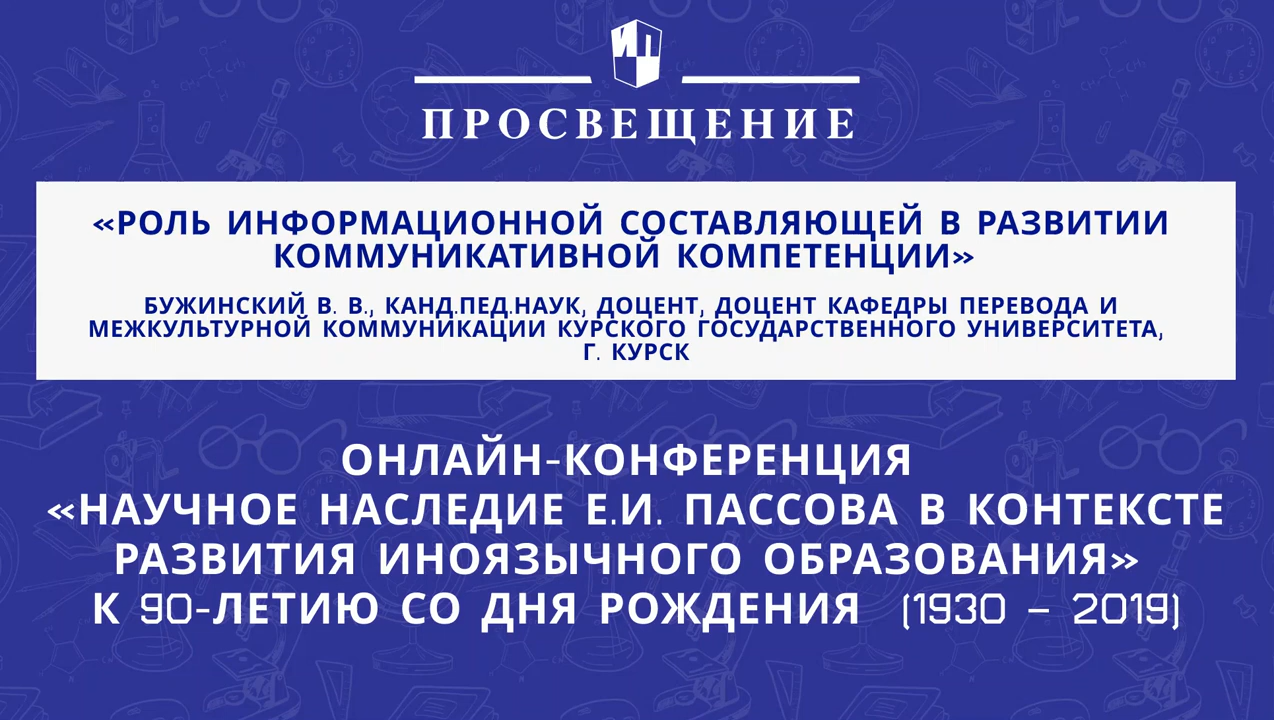 ИП
ПРОСВЕЩЕНИЕ
«РОЛЬ ИНФОРМАЦИОННОЙ СОСТАВЛЯЮЩЕЙ В РАЗВИТИИ
КОММУНИКАТИВНОЙ КОМПЕТЕНЦИИ»
БУЖИНСКИЙ В. В., КАНД.ПЕД.НАУК, ДОЦЕНТ, ДОЦЕНТ КАФЕДРЫ ПЕРЕВОДА И
МЕЖКУЛЬТУРНОЙ КОММУНИКАЦИИ КУРСКОГО ГОСУДАРСТВЕННОГО УНИВЕРСИТЕТА,
Г. КУРСК
ОНЛАЙН-КОНФЕРЕНЦИЯ
«НАУЧНОЕ НАСЛЕДИЕ Е.И. ПАССОВА В КОНТЕКСТЕ
РАЗВИТИЯ ИНОЯЗЫЧНОГО ОБРАЗОВАНИЯ»
К 90-ЛЕТИЮ СО ДНЯ РОЖДЕНИЯ (1930 – 2019)